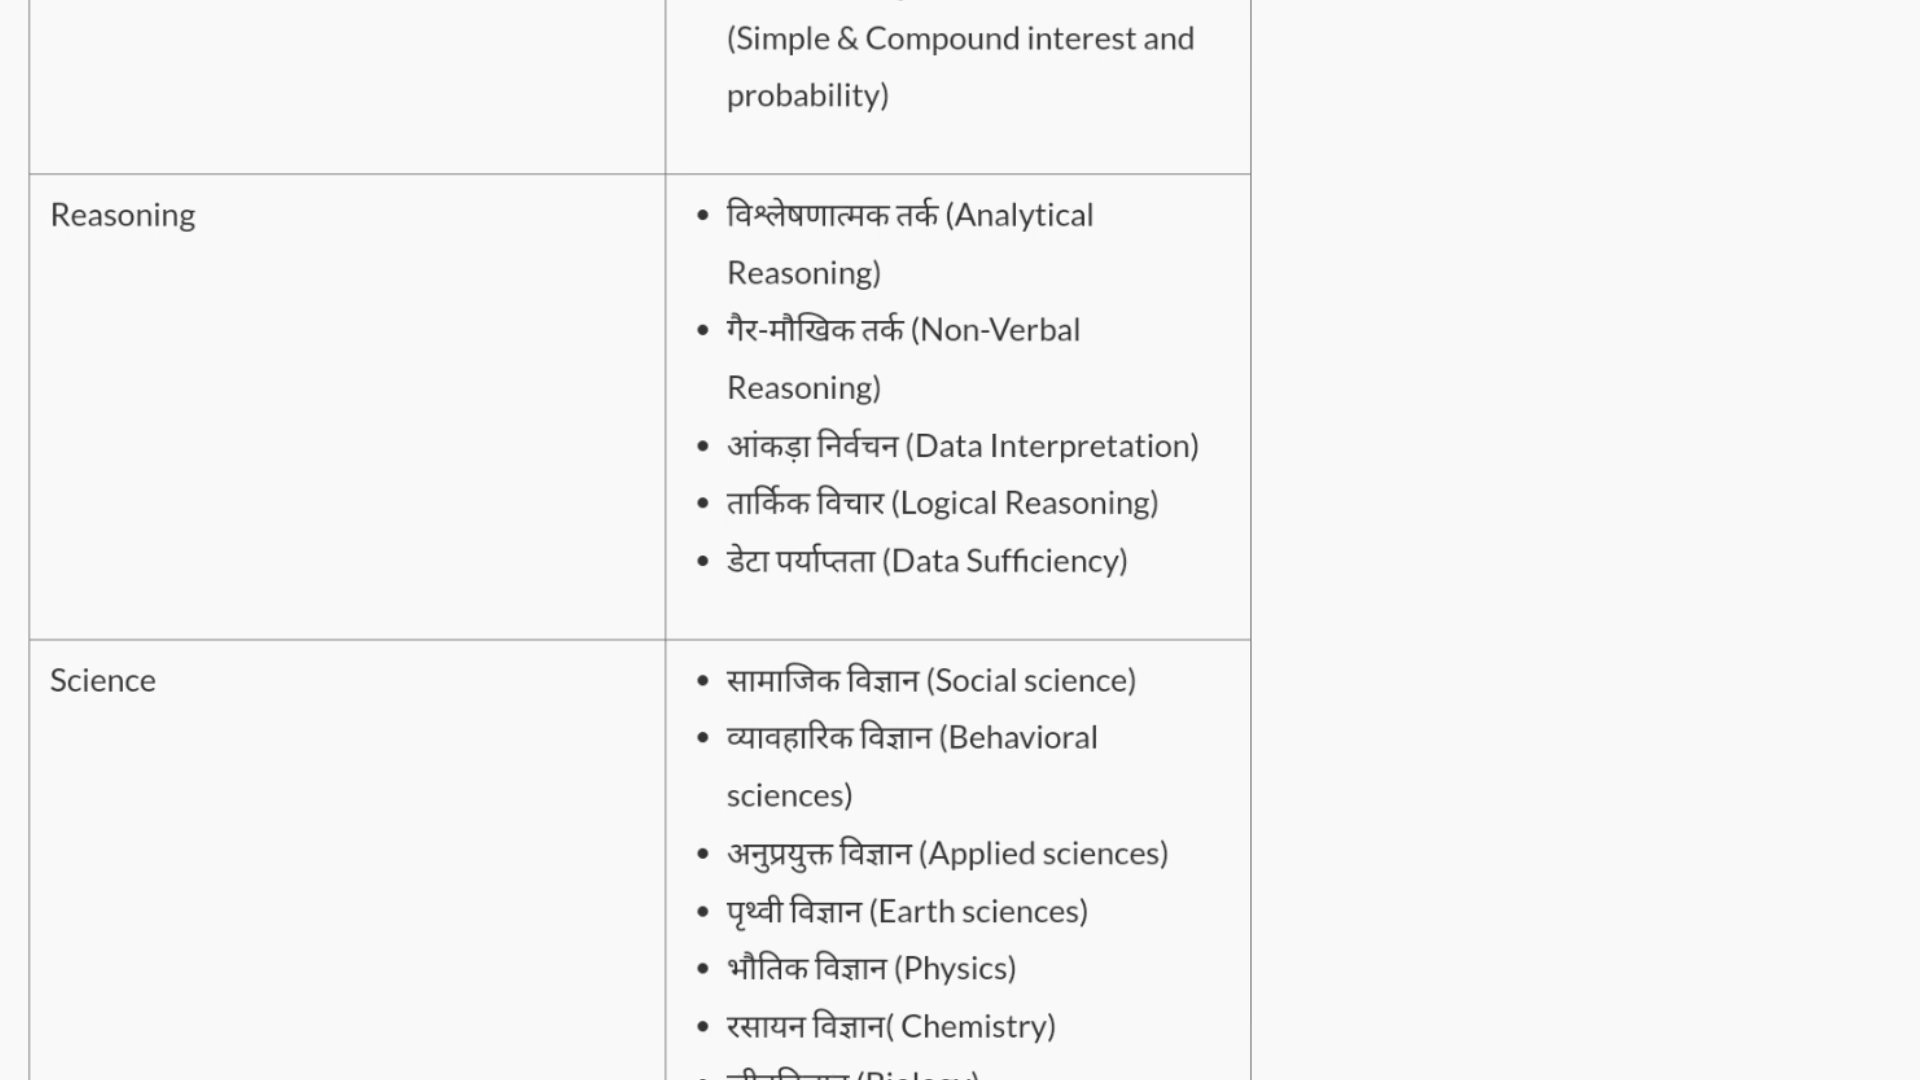 (Simple & Compound interest and
probability)
Reasoning
• विश्लेषणात्मक तर्क (Analytical
Reasoning)
• गैर-मौखिक तर्क (Non-Verbal
Reasoning)
• आंकड़ा निर्वचन (Data Interpretation)
• तार्किक विचार (Logical Reasoning)
• डेटा पर्याप्तता (Data Sufficiency)
Science
• सामाजिक विज्ञान (Social science)
• व्यावहारिक विज्ञान (Behavioral
sciences)
• अनुप्रयुक्त विज्ञान (Applied sciences)
• पृथ्वी विज्ञान (Earth sciences)
• भौतिक विज्ञान (Physics)
• रसायन विज्ञान( Chemistry)